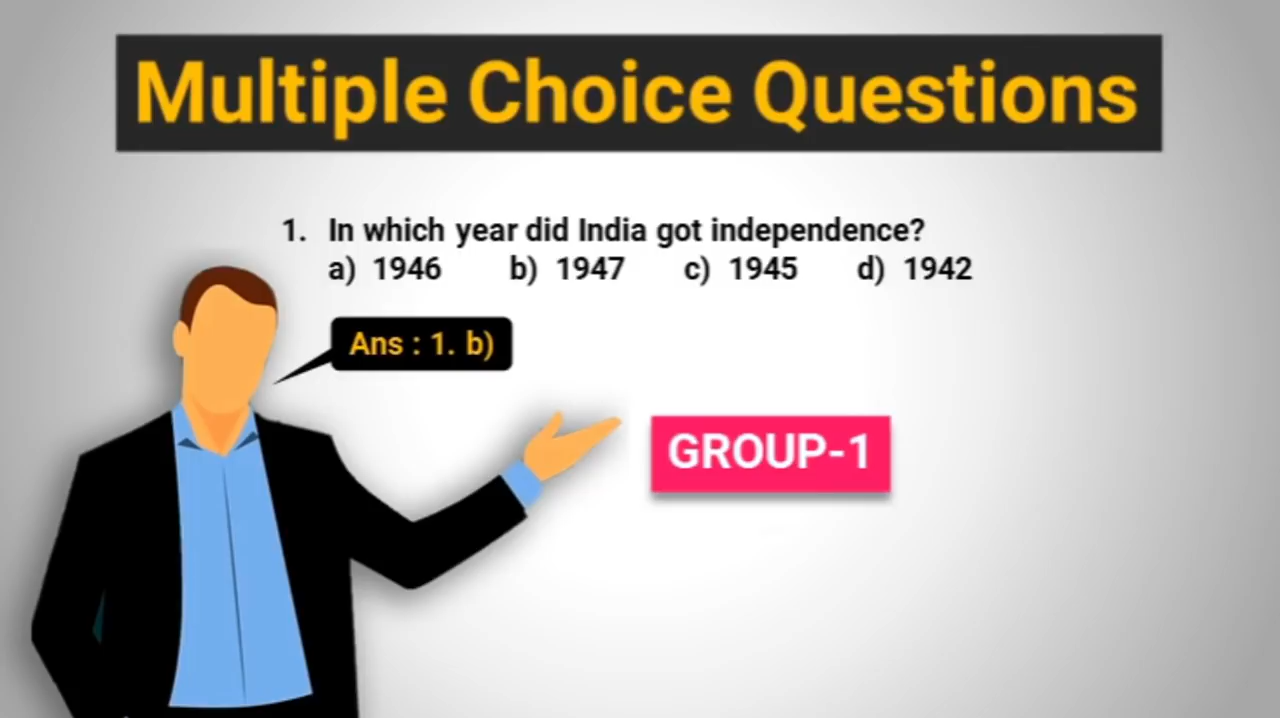 Multiple Choice Questions
1. In which year did India got independence?
a) 1946 b) 1947 c) 1945 d) 1942
Ans : 1. b)
GROUP-1